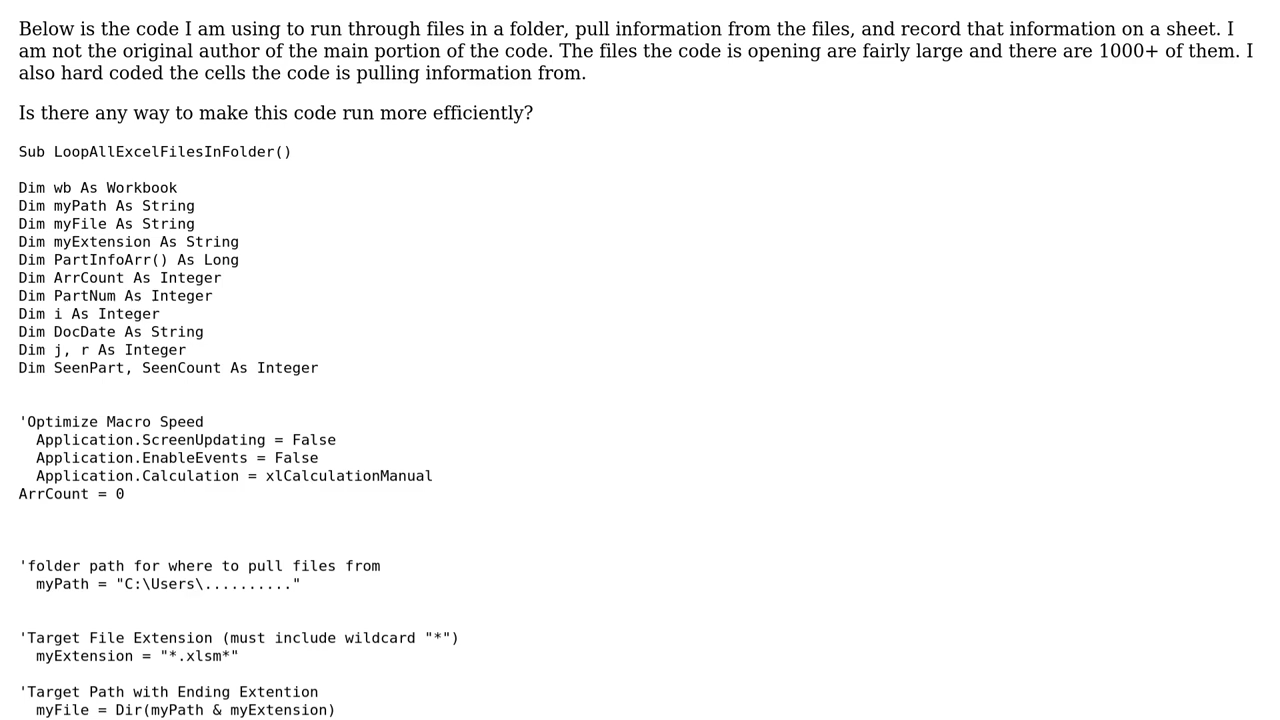 Below is the code I am using to run through files in a folder, pull information from the files, and record that information on a sheet. I
am not the original author of the main portion of the code. The files the code is opening are fairly large and there are 1000+ of them. I
also hard coded the cells the code is pulling information from.
Is there any way to make this code run more efficiently?
Sub LoopAllExcelFilesInFolder()
Dim wb As Workbook
Dim myPath As String
Dim myFile As String
Dim myExtension As String
Dim PartInfoArr() As Long
Dim ArrCount As Integer
Dim PartNum As Integer
Dim i As Integer
Dim DocDate As String
Dim j, r As Integer
Dim SeenPart, SeenCount As Integer
'Optimize Macro Speed
  Application.ScreenUpdating = False
  Application.EnableEvents = False
  Application.Calculation = xlCalculationManual
ArrCount = 0
'folder path for where to pull files from
  myPath = "C:\Users\.........."
'Target File Extension (must include wildcard "*")
  myExtension = "*.xlsm*"
'Target Path with Ending Extention
  myFile = Dir(myPath & myExtension)